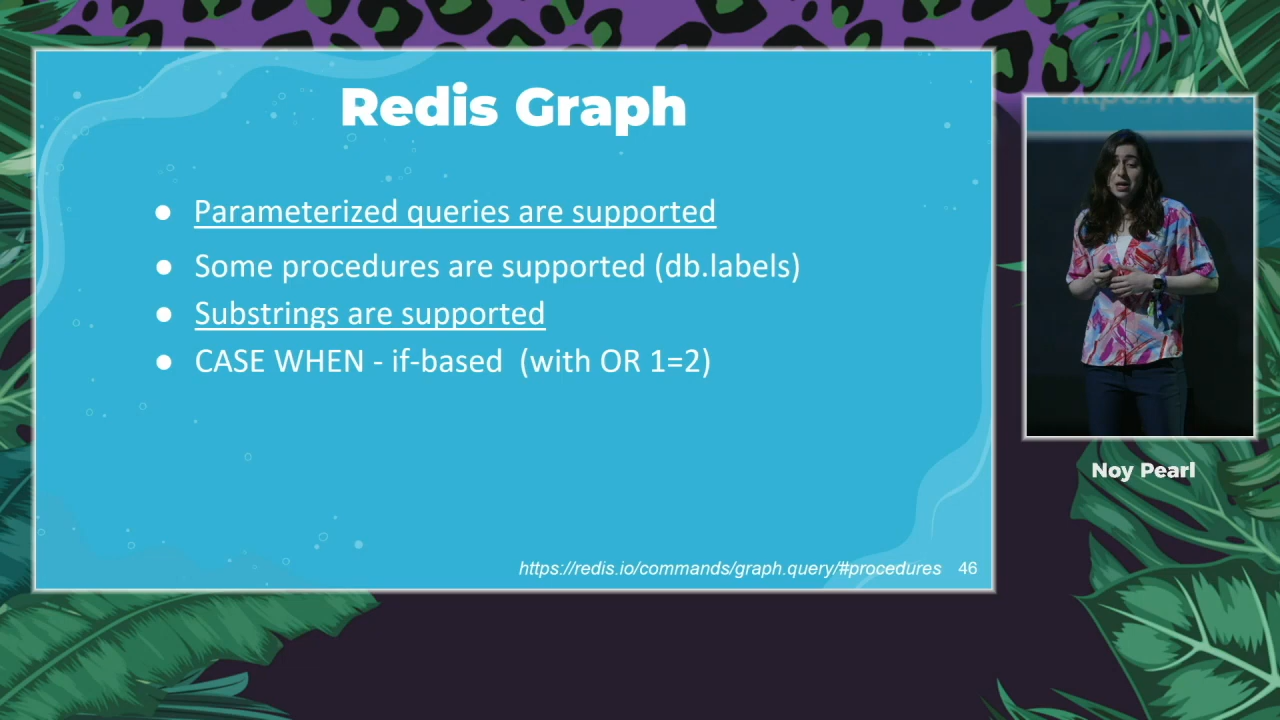 Redis Graph
● Parameterized queries are supported
● Some procedures are supported (db.labels)
● Substrings are supported
● CASE WHEN - if-based (with OR 1=2)
https://redis.io/commands/graph.query/#procedures 46
Noy Pearl